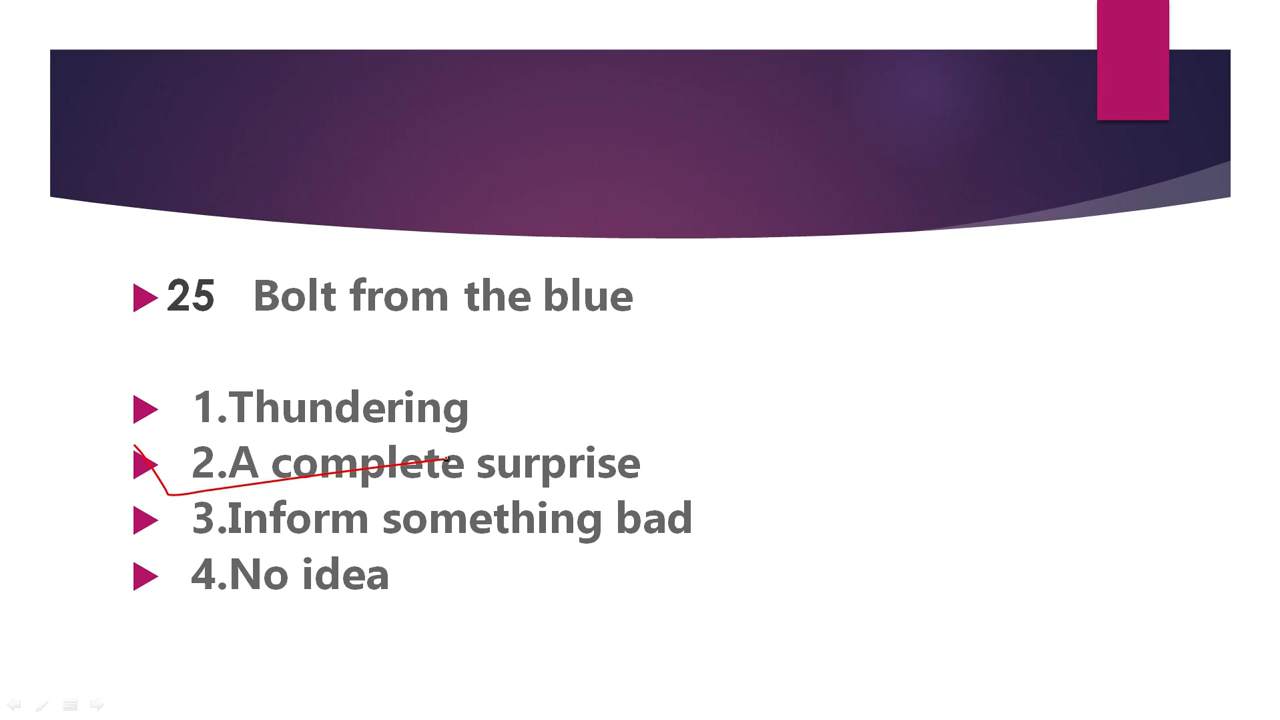 25 Bolt from the blue
1.Thundering
2.A complete surprise
3.Inform something bad
4.No idea